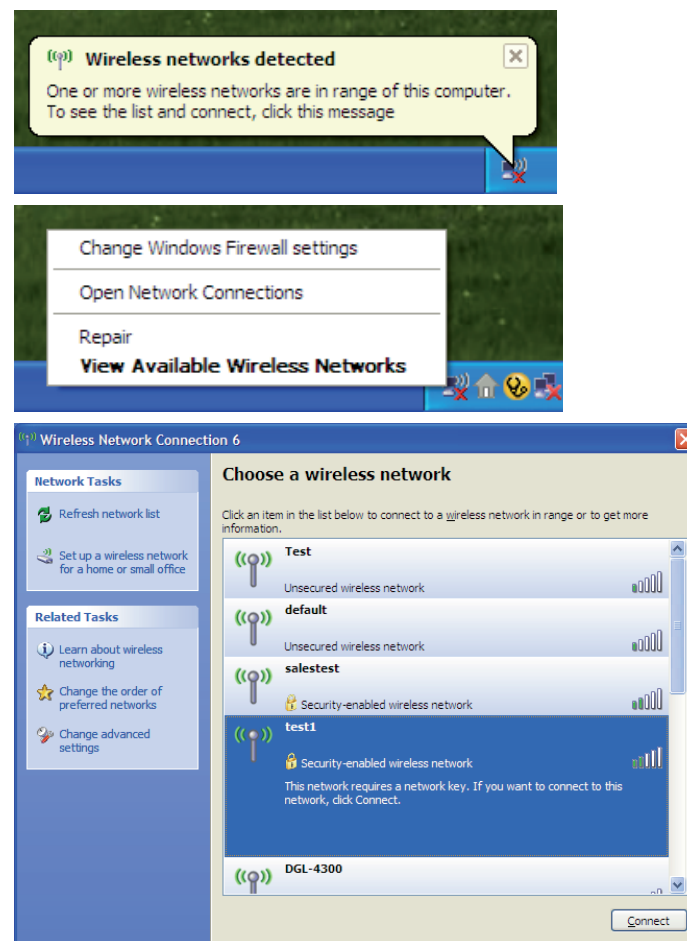 Wireless networks detected
One or more wireless networks are in range of this computer.
To see the list and connect, click this message
Change Windows Firewall settings
Open Network Connections
Repair
View Available Wireless Networks
Wireless Network Connection 6
Network Tasks
Refresh network list
Set up a wireless network
for a home or small office
Related Tasks
Learn about wireless
networking
Change the order of
preferred networks
Change advanced
settings
Choose a wireless network
Click an item in the list below to connect to a wireless network in range or to get more
information.
Test
Unsecured wireless network
default
Unsecured wireless network
salestest
Security-enabled wireless network
test1
Security-enabled wireless network
This network requires a network key. If you want to connect to this
network, click Connect.
DGL-4300
Connect